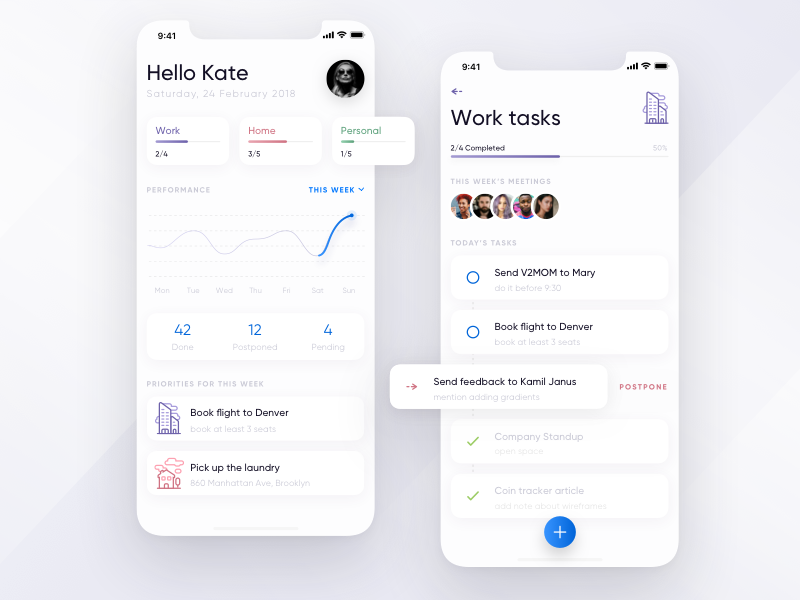 9:41
Hello Kate
Saturday, 24 February 2018
Work
2/4
Home
3/5
Personal
1/5
PERFORMANCE
THIS WEEK
Mon Tue Wed Thu Fri Sat Sun
42
Done
12
Postponed
4
Pending
PRIORITIES FOR THIS WEEK
Book flight to Denver
book at least 3 seats
Pick up the laundry
860 Manhattan Ave, Brooklyn
9:41
Work tasks
2/4 Completed
50%
THIS WEEK'S MEETINGS
TODAY'S TASKS
Send V2MOM to Mary
do it before 9:30
Book flight to Denver
book at least 3 seats
Send feedback to Kamil Janus
mention adding gradients
POSTPONE
Company Standup
open space
Coin tracker article
add note about wireframes